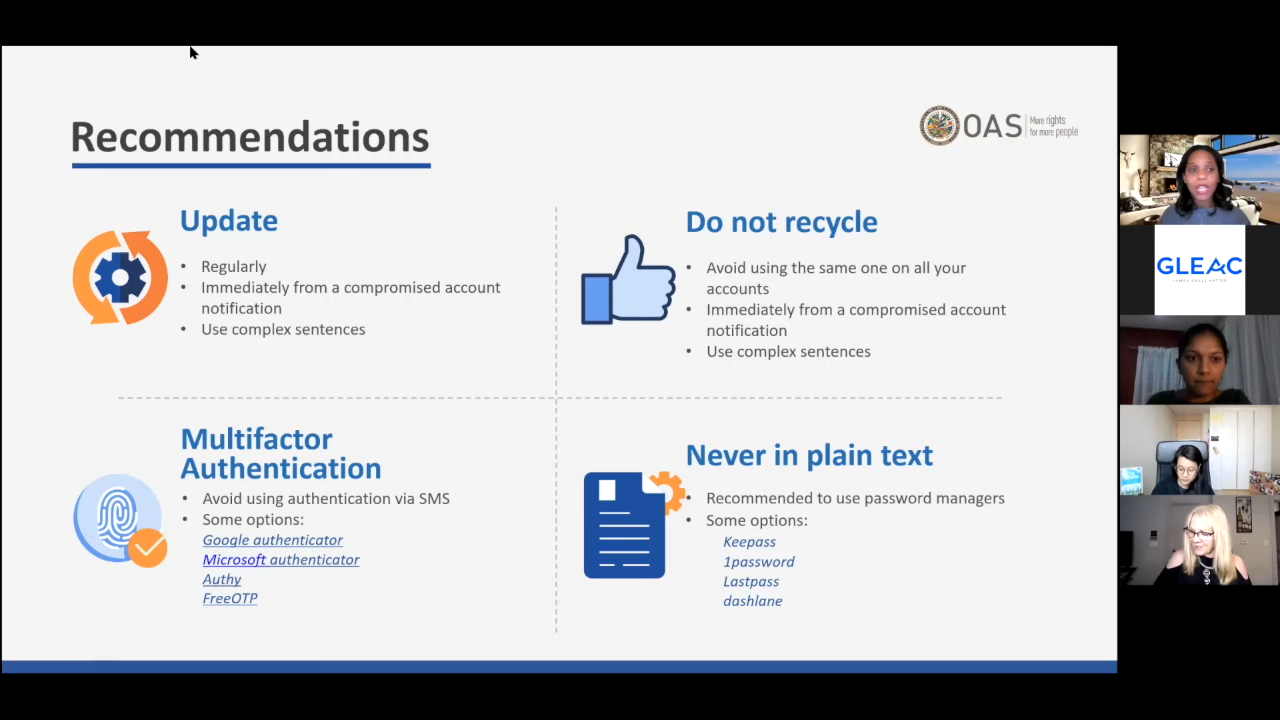 Recommendations
OAS
More rights
for more people
Update
• Regularly
• Immediately from a compromised account
notification
• Use complex sentences
Do not recycle
• Avoid using the same one on all your
accounts
• Immediately from a compromised account
notification
• Use complex sentences
Multifactor
Authentication
• Avoid using authentication via SMS
• Some options:
Google authenticator
Microsoft authenticator
Authy
FreeOTP
Never in plain text
• Recommended to use password managers
• Some options:
Keepass
1password
Lastpass
dashlane
GLEAC
HUMAN SKILLS MATTER